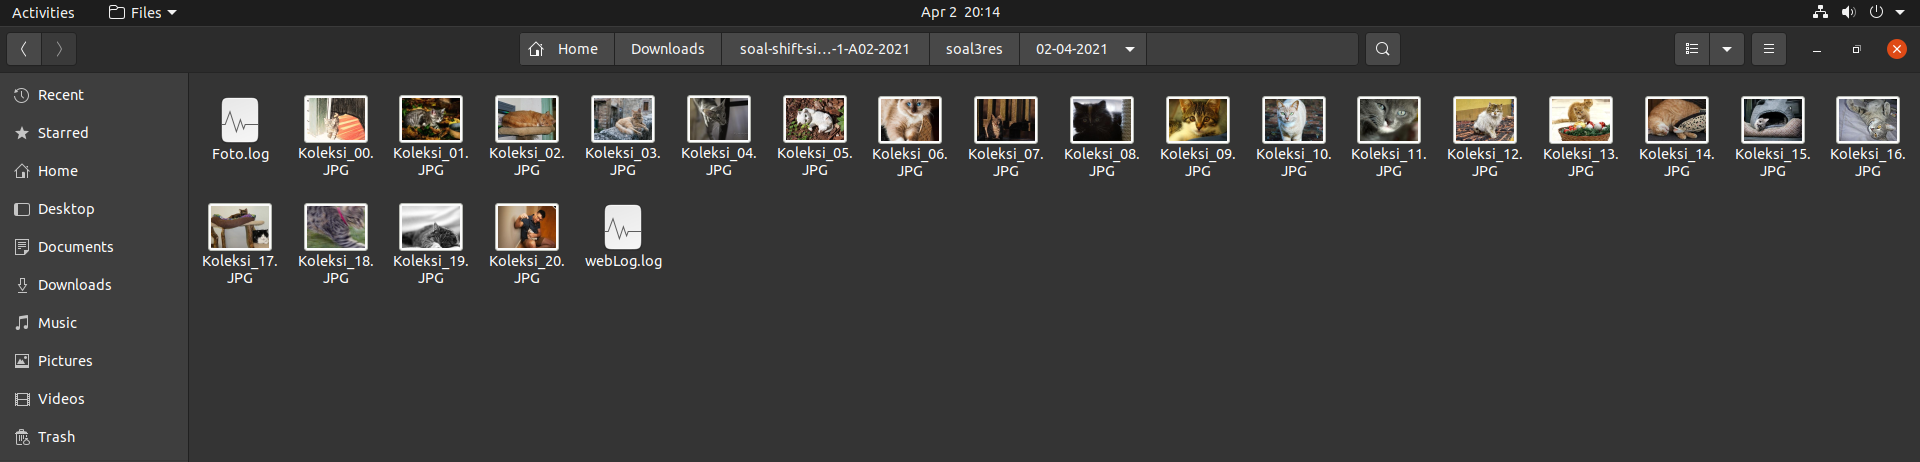 Activities
Files
Apr 2 20:14
Home
Downloads
soal-shift-si...-1-A02-2021
soal3res
02-04-2021
Recent
Starred
Home
Desktop
Documents
Downloads
Music
Pictures
Videos
Trash
Foto.log
Koleksi_00.
JPG
Koleksi_01.
JPG
Koleksi_02.
JPG
Koleksi_03.
JPG
Koleksi_04.
JPG
Koleksi_05.
JPG
Koleksi_06.
JPG
Koleksi_07.
JPG
Koleksi_08.
JPG
Koleksi_09.
JPG
Koleksi_10.
JPG
Koleksi_11.
JPG
Koleksi_12.
JPG
Koleksi_13.
JPG
Koleksi_14.
JPG
Koleksi_15.
JPG
Koleksi_16.
JPG
Koleksi_17.
JPG
Koleksi_18.
JPG
Koleksi_19.
JPG
Koleksi_20.
JPG
webLog.log